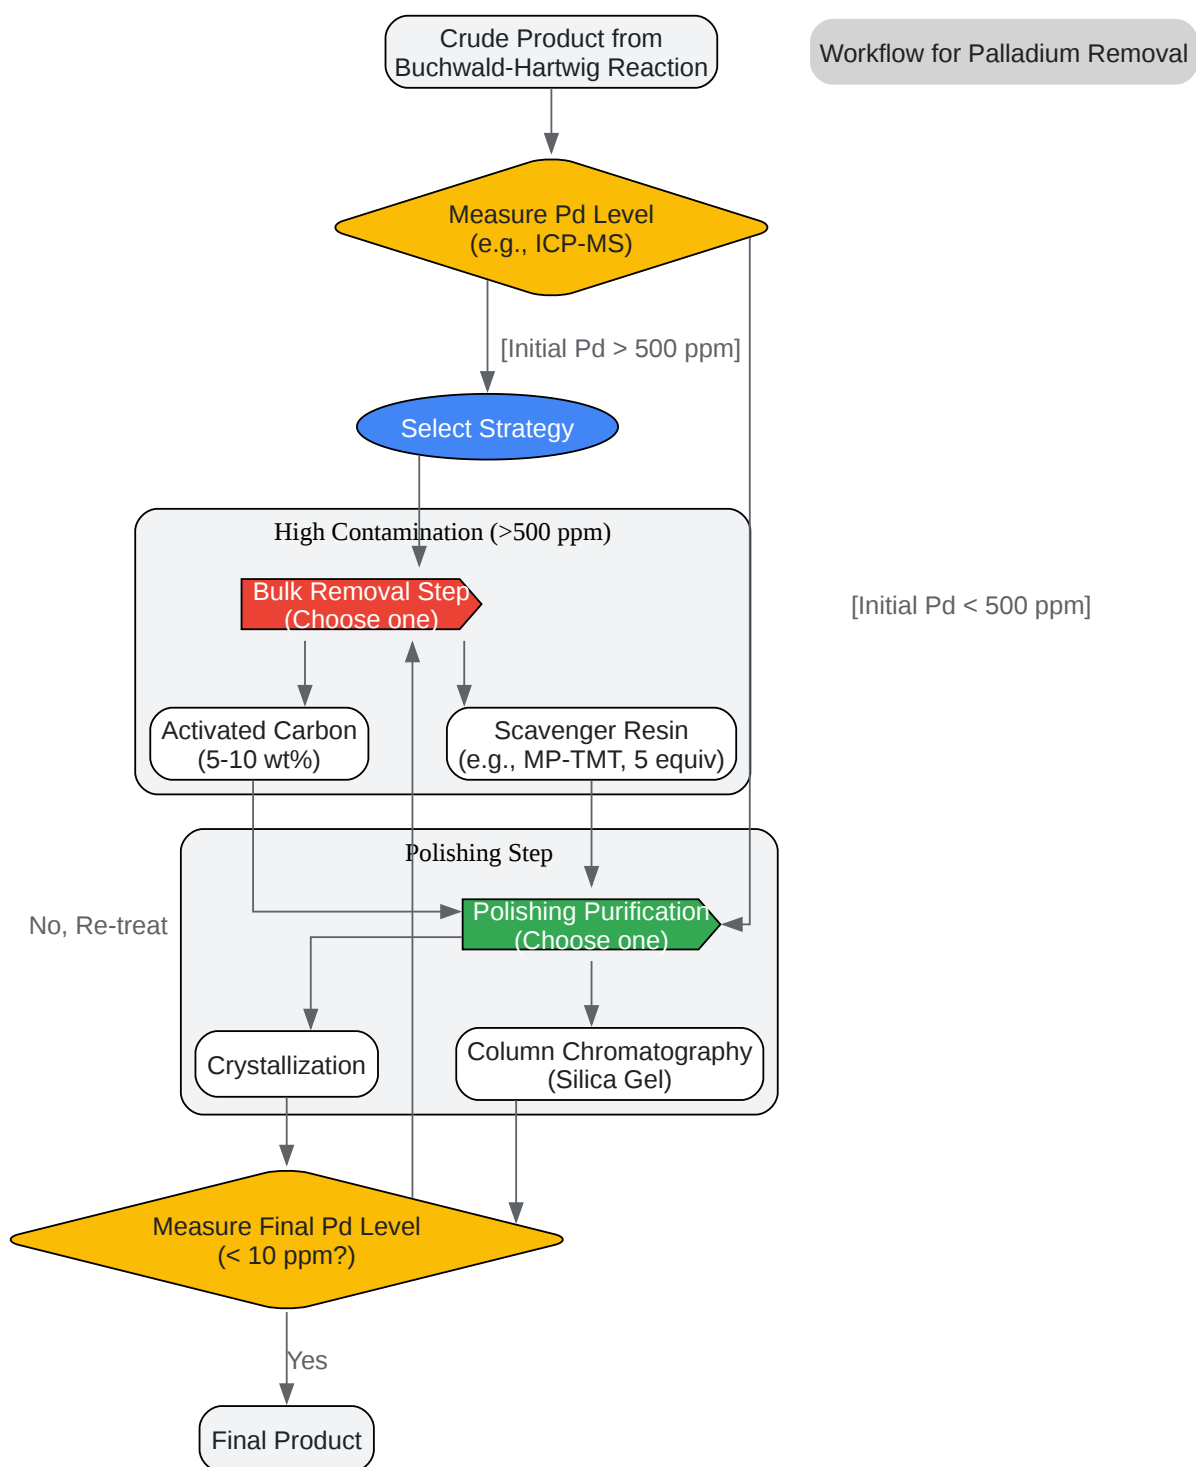 Crude Product from
Buchwald-Hartwig Reaction
Workflow for Palladium Removal
Measure Pd Level
(e.g., ICP-MS)
[Initial Pd > 500 ppm]
Select Strategy
High Contamination (>500 ppm)
Bulk Removal Step
(Choose one)
[Initial Pd < 500 ppm]
Activated Carbon
(5-10 wt%)
Scavenger Resin
(e.g., MP-TMT, 5 equiv)
Polishing Step
No, Re-treat
Polishing Purification
(Choose one)
Crystallization
Column Chromatography
(Silica Gel)
Measure Final Pd Level
(< 10 ppm?)
Yes
Final Product